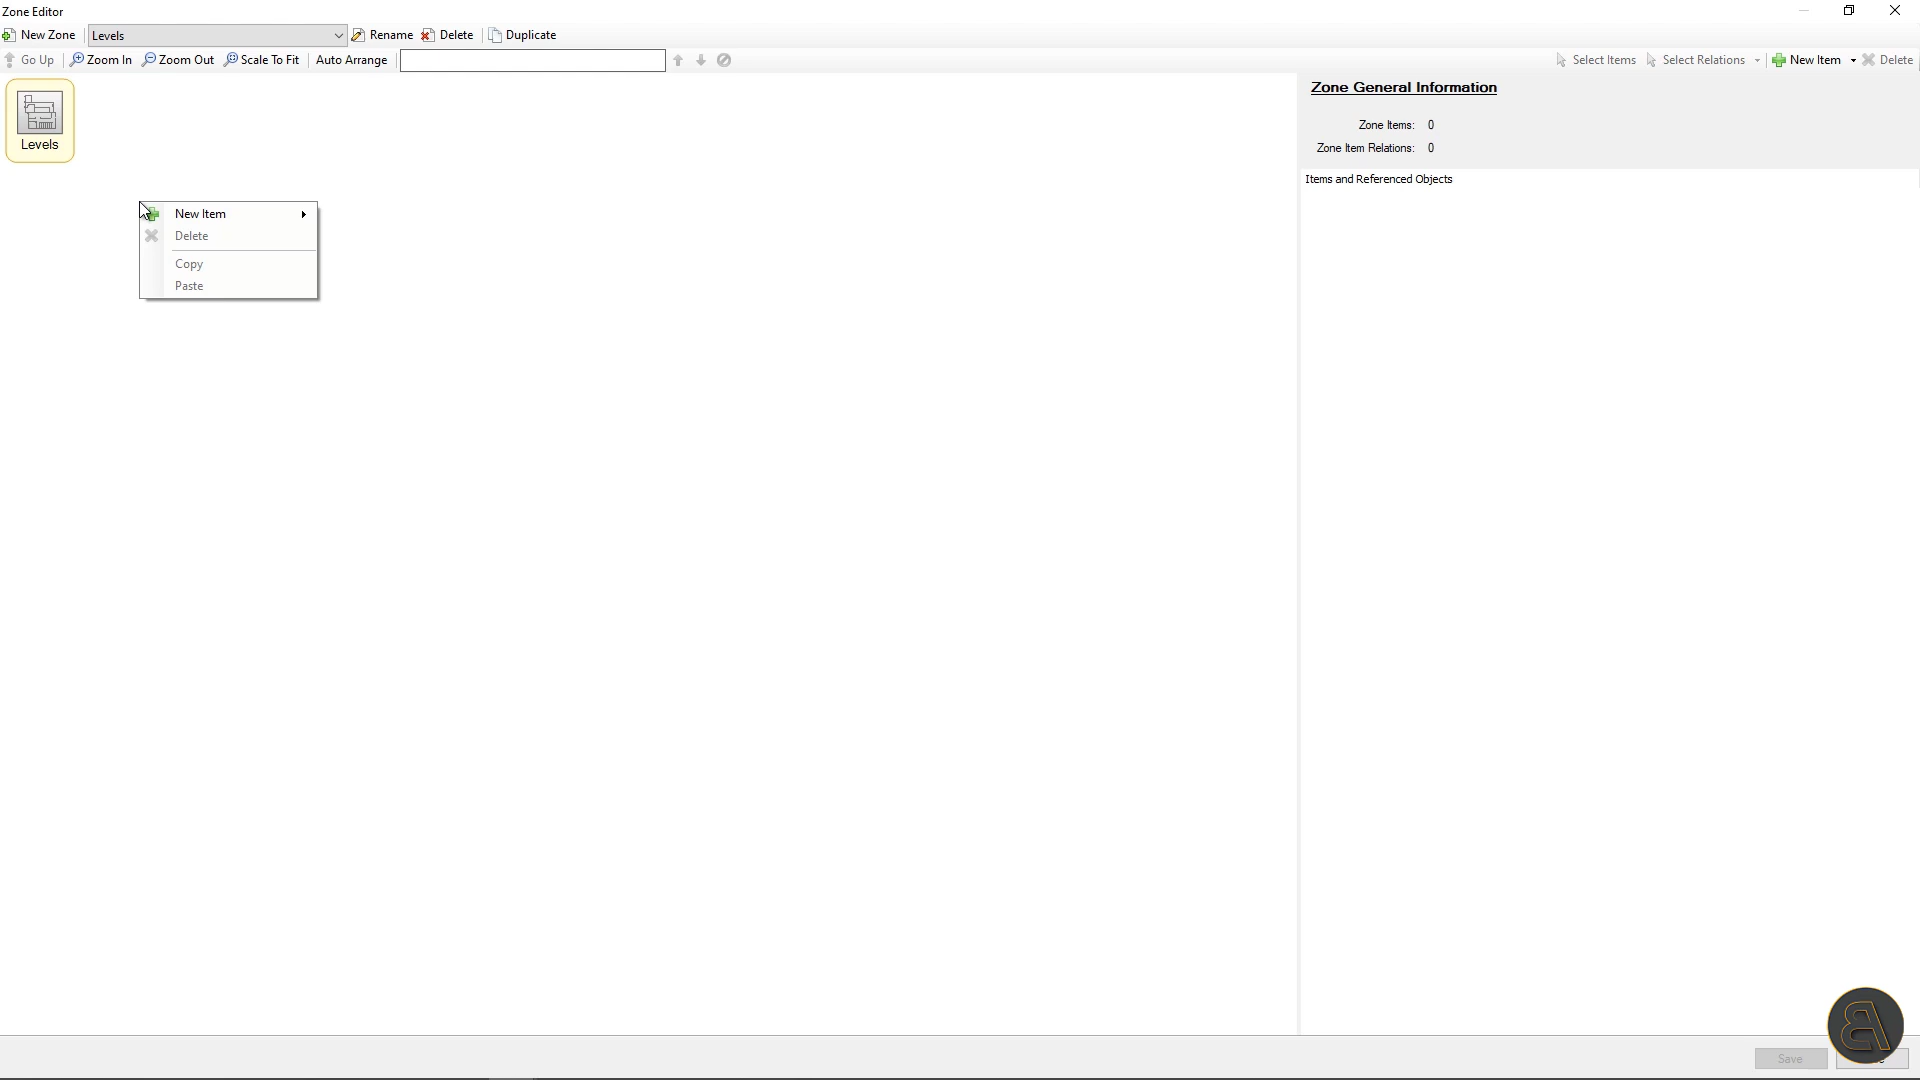 Zone Editor
New Zone Levels Rename Delete Duplicate
Go Up Zoom In Zoom Out Scale To Fit Auto Arrange Select Items Select Relations New Item Delete
Levels
New Item
Delete
Copy
Paste
Zone General Information
Zone Items: 0
Zone Item Relations: 0
Items and Referenced Objects
Save